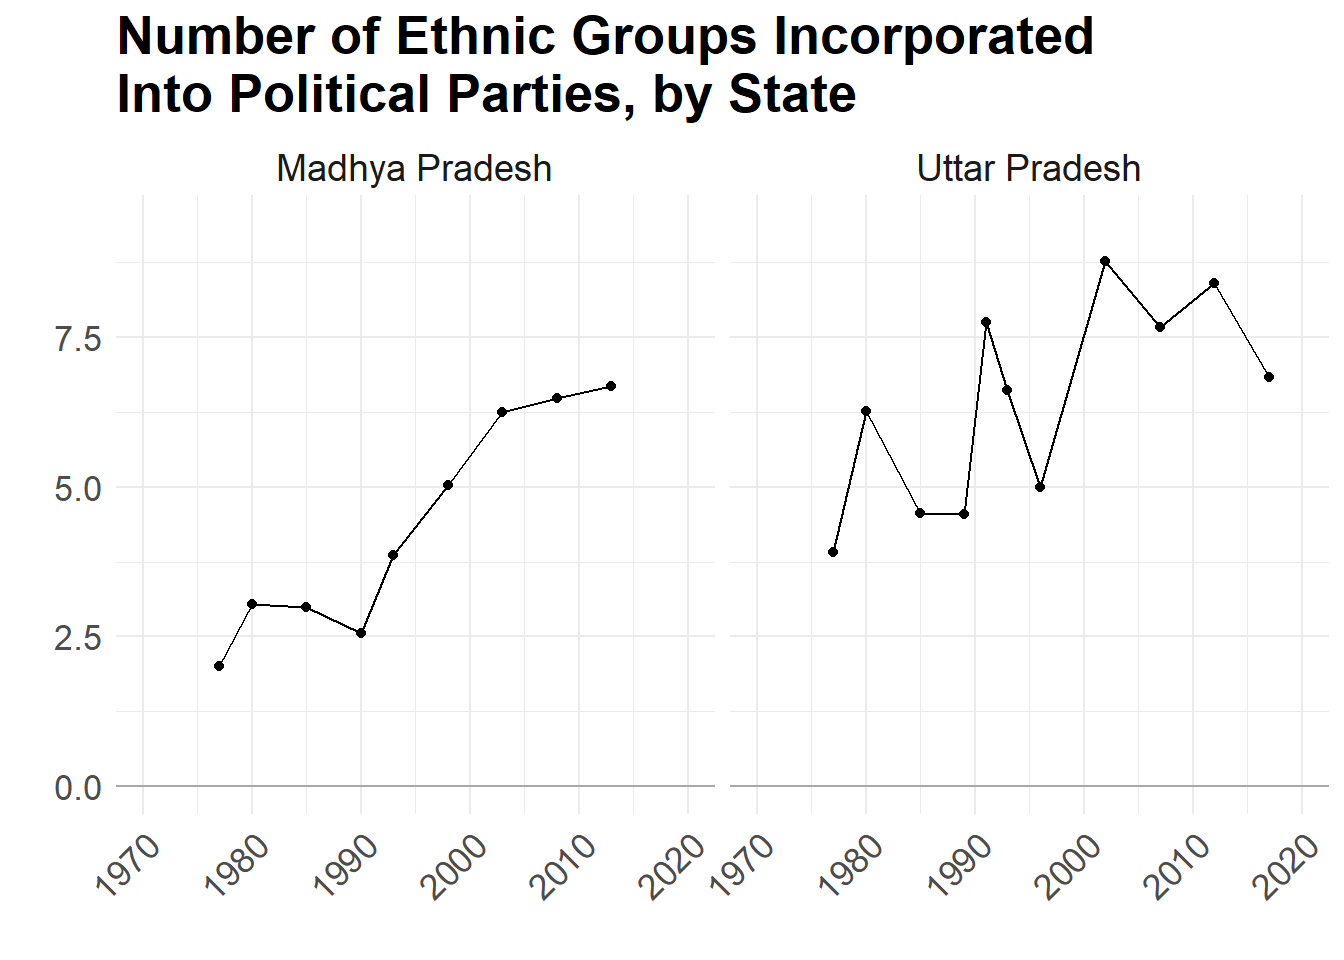 Number of Ethnic Groups Incorporated
Into Political Parties, by State
Madhya Pradesh
Uttar Pradesh
7.5
5.0
2.5
0.0
1970 1980 1990 2000 2010 2020 1970 1980 1990 2000 2010 2020